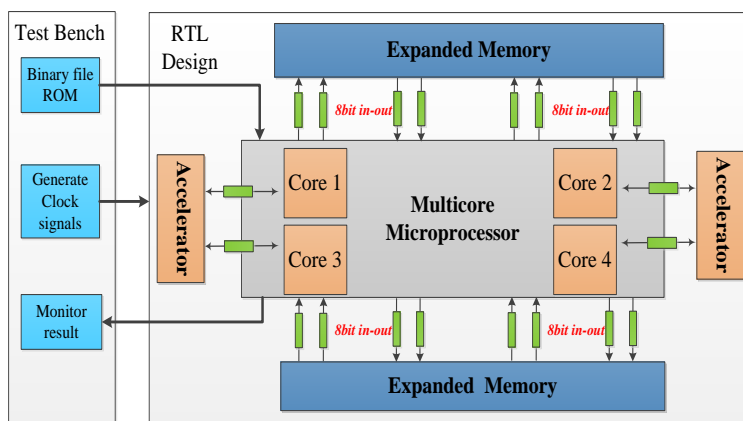 Test Bench
Binary file
ROM
Generate
Clock
signals
Monitor
result
RTL
Design
Expanded Memory
8bit in-out
8bit in-out
Accelerator
Core 1
Core 3
Multicore
Microprocessor
Core 2
Core 4
Accelerator
8bit in-out
8bit in-out
Expanded Memory